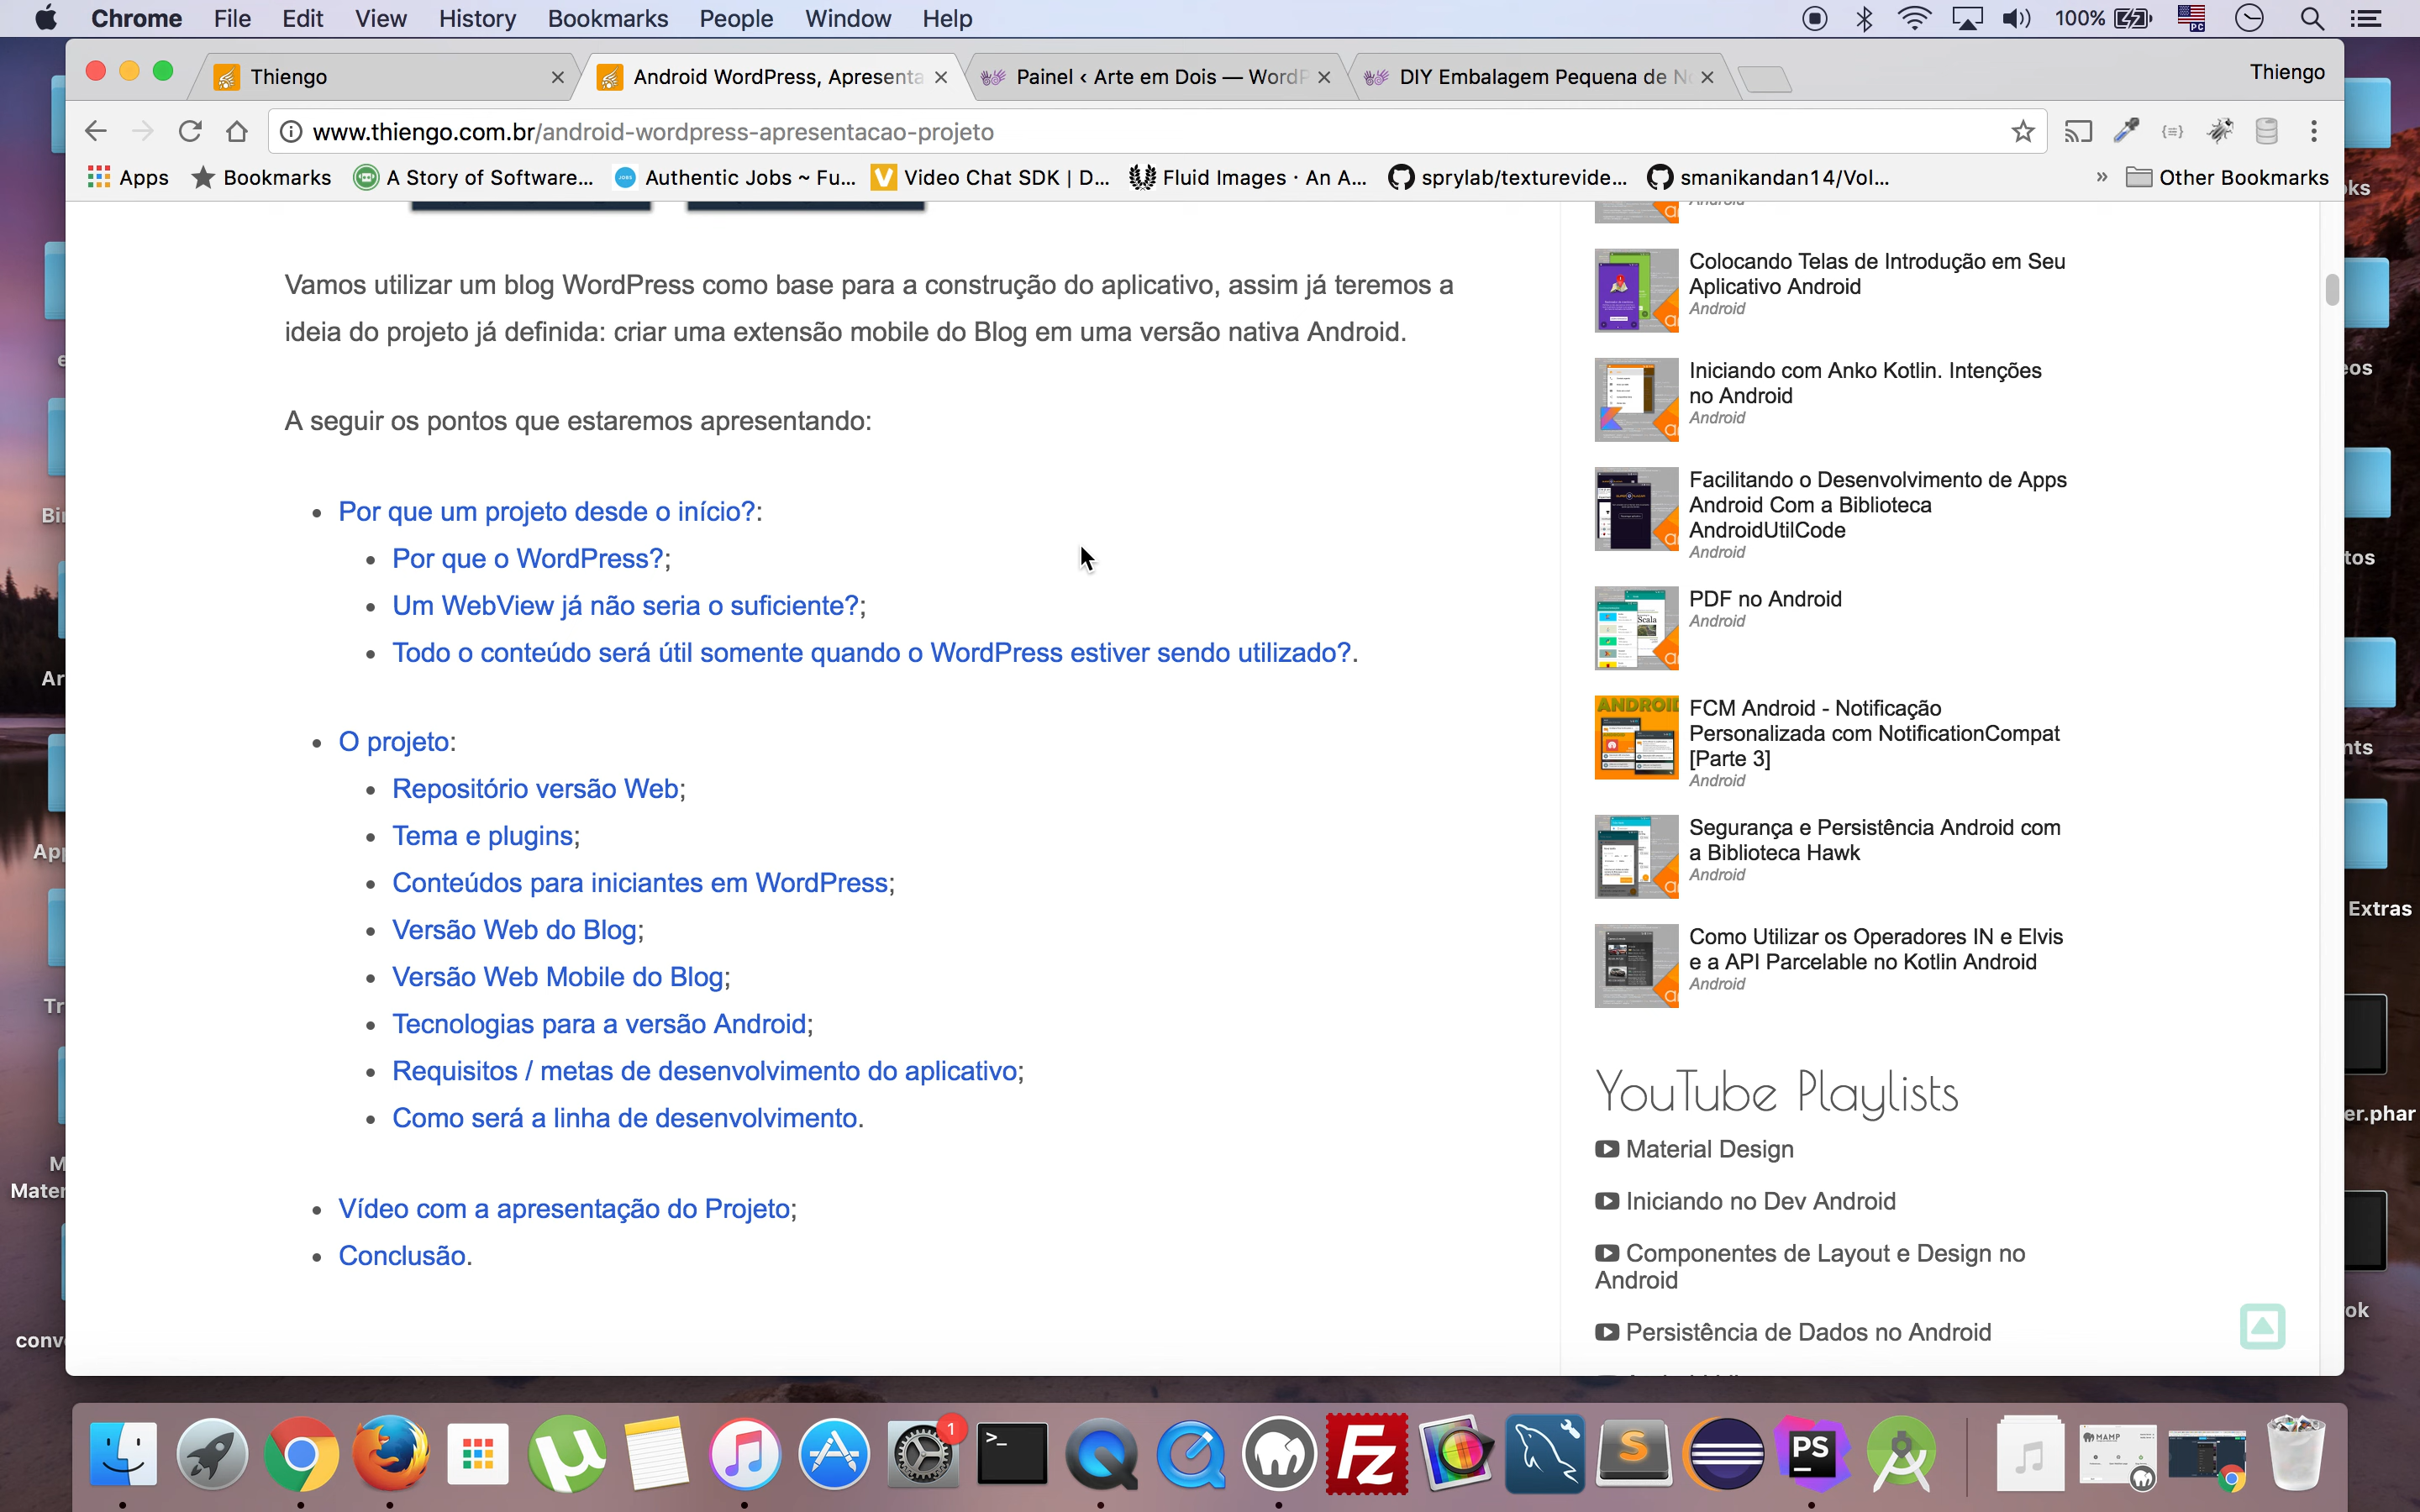 Chrome File Edit View History Bookmarks People Window Help 100%
Thiengo
Android WordPress, Apresenta
Painel ‹ Arte em Dois — WordP
DIY Embalagem Pequena de N
Thiengo
www.thiengo.com.br/android-wordpress-apresentacao-projeto
Apps Bookmarks A Story of Software... Authentic Jobs ~ Fu... Video Chat SDK | D... Fluid Images · An A... sprylab/texturevide... smanikandan14/Vol... » Other Bookmarks
Vamos utilizar um blog WordPress como base para a construção do aplicativo, assim já teremos a
ideia do projeto já definida: criar uma extensão mobile do Blog em uma versão nativa Android.
A seguir os pontos que estaremos apresentando:
• Por que um projeto desde o início?:
• Por que o WordPress?;
• Um WebView já não seria o suficiente?;
• Todo o conteúdo será útil somente quando o WordPress estiver sendo utilizado?.
• O projeto:
• Repositório versão Web;
• Tema e plugins;
• Conteúdos para iniciantes em WordPress;
• Versão Web do Blog;
• Versão Web Mobile do Blog;
• Tecnologias para a versão Android;
• Requisitos / metas de desenvolvimento do aplicativo;
• Como será a linha de desenvolvimento.
• Vídeo com a apresentação do Projeto;
• Conclusão.
Colocando Telas de Introdução em Seu
Aplicativo Android
Android
Iniciando com Anko Kotlin. Intenções
no Android
Android
Facilitando o Desenvolvimento de Apps
Android Com a Biblioteca
AndroidUtilCode
Android
PDF no Android
Android
FCM Android - Notificação
Personalizada com NotificationCompat
[Parte 3]
Android
Segurança e Persistência Android com
a Biblioteca Hawk
Android
Como Utilizar os Operadores IN e Elvis
e a API Parcelable no Kotlin Android
Android
YouTube Playlists
Material Design
Iniciando no Dev Android
Componentes de Layout e Design no
Android
Persistência de Dados no Android
Extras
er.phar
Mater
conv
1
Fz
S
PS
MAMP